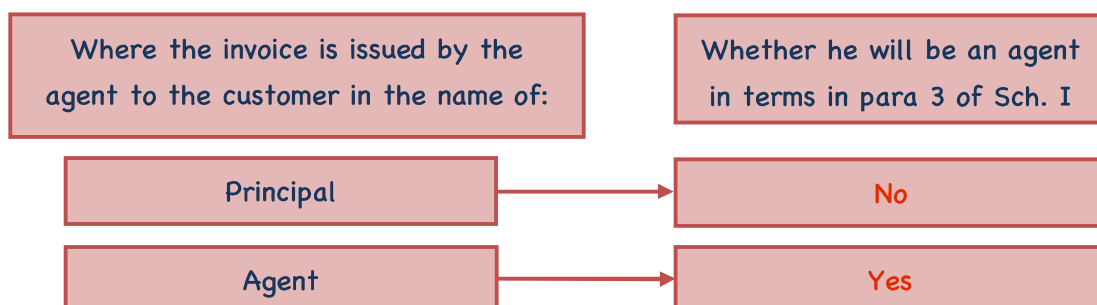 Where the invoice is issued by the
agent to the customer in the name of:
Whether he will be an agent
in terms in para 3 of Sch. I
Principal
No
Agent
Yes